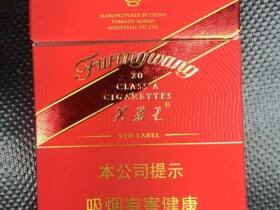 MANUFACTURED BY CHINA
TOBACCO HUNAN
INDUSTRIAL CO.,LTD
Furongwang
20
CLASS A
CIGARETTES
芙蓉王®
RED LABEL
本公司提示
吸烟有害健康